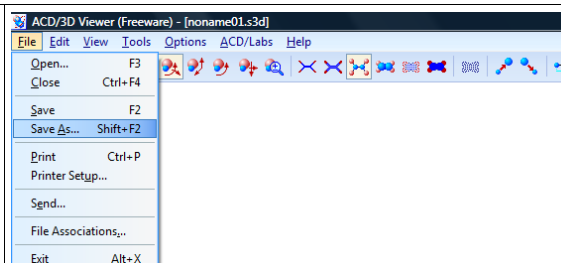 ACD/3D Viewer (Freeware) - [noname01.s3d]
File Edit View Tools Options ACD/Labs Help
Open... F3
Close Ctrl+F4
Save F2
Save As... Shift+F2
Print Ctrl+P
Printer Setup...
Send...
File Associations...
Exit Alt+X